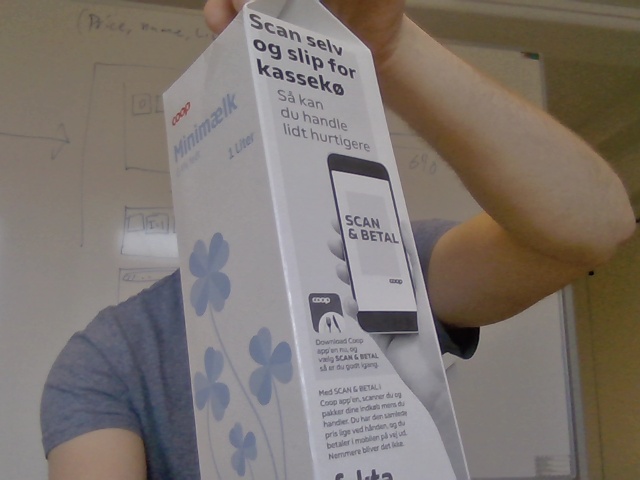 coop
Minimælk
1 Liter
Scan selv
og slip for
kassekø
Så kan
du handle
lidt hurtigere
SCAN
& BETAL
coop
coop
Download Coop
app'en nu, og
vælg SCAN & BETAL
så er du godt igang.
Med SCAN & BETAL i
Coop app'en, scanner du og
pakker dine indkøb mens du
handler. Du har den samlede
pris lige ved hånden, og du
betaler i mobilen på vej ud.
Nemmere bliver det ikke.
fakta